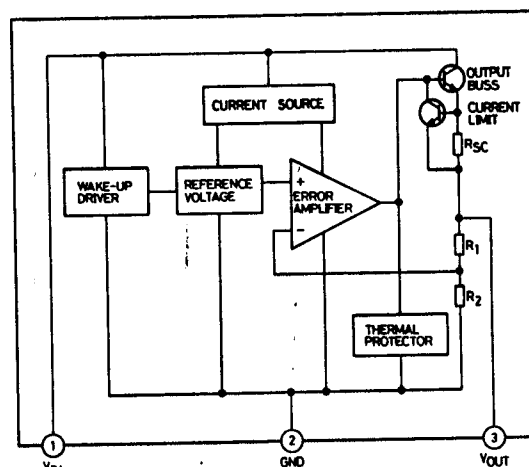 OUTPUT
BUSS
CURRENT
LIMIT
CURRENT SOURCE
RSC
WAKE-UP
DRIVER
REFERENCE
VOLTAGE
+
ERROR
AMPLIFIER
-
R1
R2
THERMAL
PROTECTOR
1
2
3
GND
VOUT